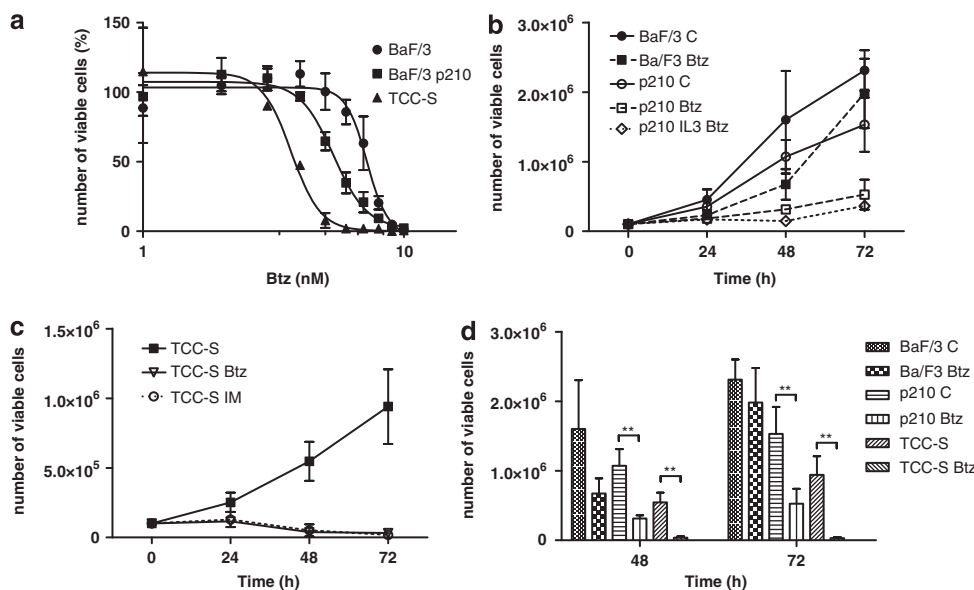 a
number of viable cells (%)
150
100
50
0
1
10
Btz (nM)
BaF/3
BaF/3 p210
TCC-S
b
number of viable cells
3.0×10⁶
2.0×10⁶
1.0×10⁶
0
0
24
48
72
Time (h)
BaF/3 C
Ba/F3 Btz
p210 C
p210 Btz
p210 IL3 Btz
c
number of viable cells
1.5×10⁶
1.0×10⁶
5.0×10⁵
0
0
24
48
72
Time (h)
TCC-S
TCC-S Btz
TCC-S IM
d
number of viable cells
3.0×10⁶
2.0×10⁶
1.0×10⁶
0
**
**
**
**
48
72
Time (h)
BaF/3 C
Ba/F3 Btz
p210 C
p210 Btz
TCC-S
TCC-S Btz